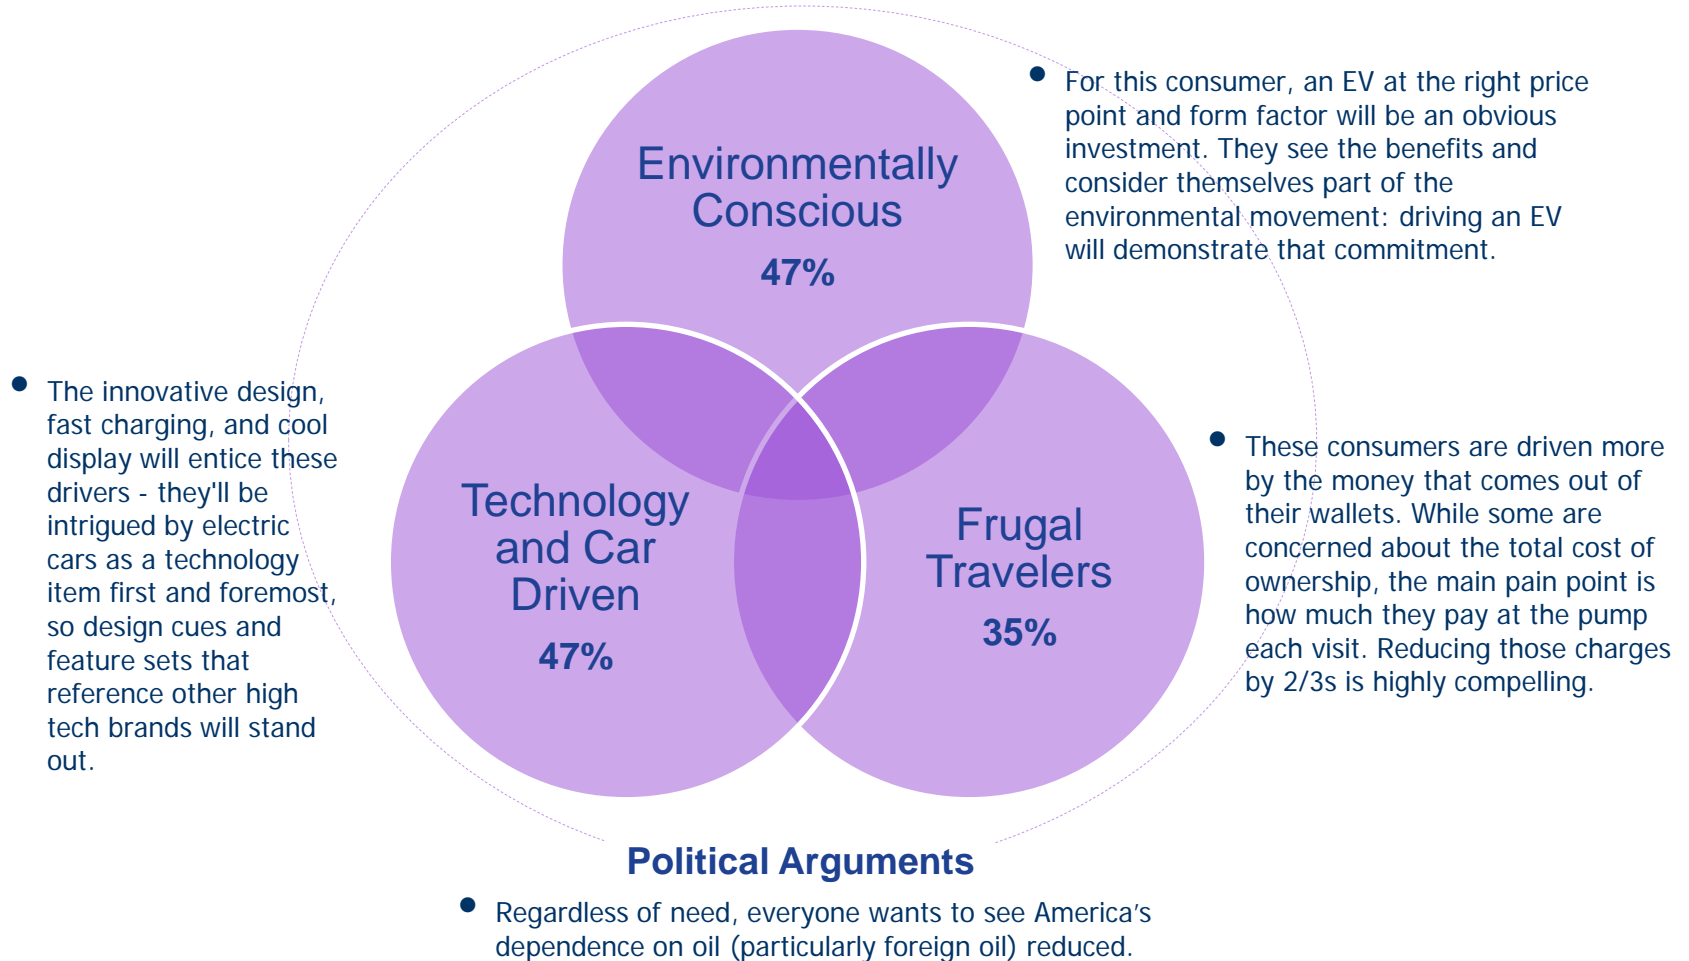 Environmentally
Conscious
47%
For this consumer, an EV at the right price
point and form factor will be an obvious
investment. They see the benefits and
consider themselves part of the
environmental movement: driving an EV
will demonstrate that commitment.
The innovative design,
fast charging, and cool
display will entice these
drivers - they'll be
intrigued by electric
cars as a technology
item first and foremost,
so design cues and
feature sets that
reference other high
tech brands will stand
out.
Technology
and Car
Driven
47%
Frugal
Travelers
35%
These consumers are driven more
by the money that comes out of
their wallets. While some are
concerned about the total cost of
ownership, the main pain point is
how much they pay at the pump
each visit. Reducing those charges
by 2/3s is highly compelling.
Political Arguments
Regardless of need, everyone wants to see America’s
dependence on oil (particularly foreign oil) reduced.